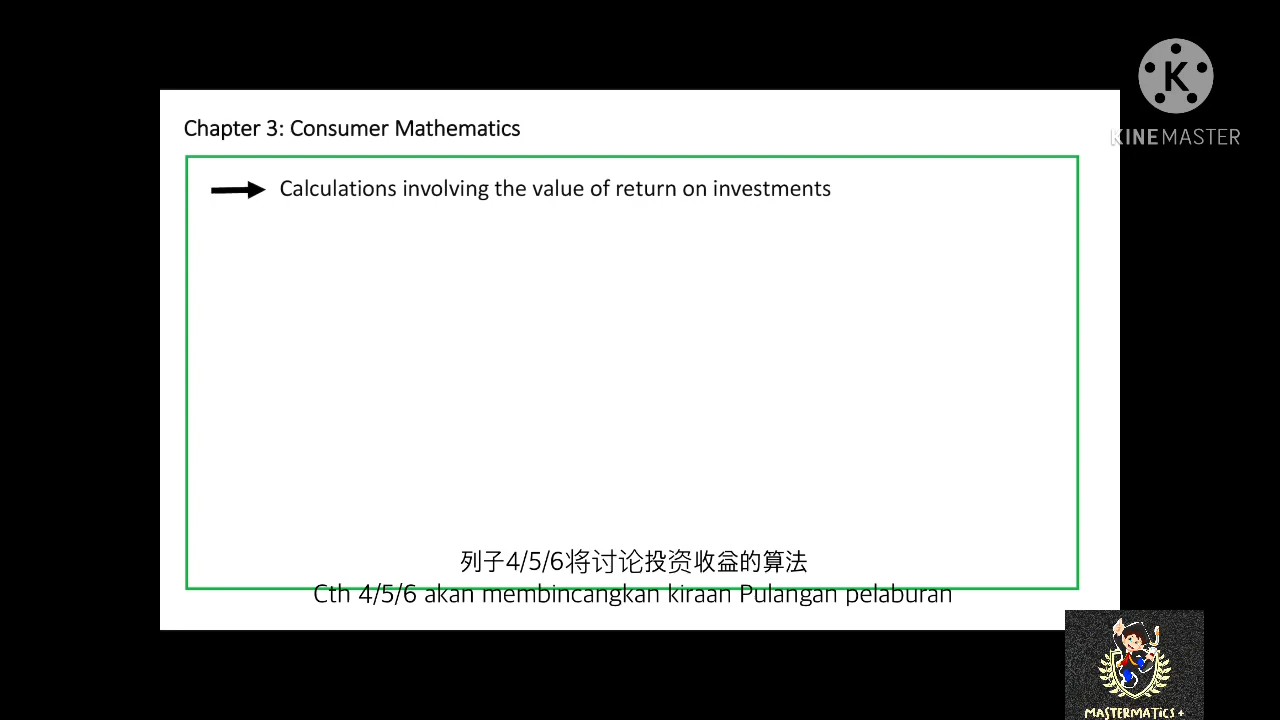 Chapter 3: Consumer Mathematics
Calculations involving the value of return on investments
列子4/5/6将讨论投资收益的算法
Cth 4/5/6 akan membincangkan kiraan Pulangan pelaburan
K
KINEMASTER
MASTERMATICS +